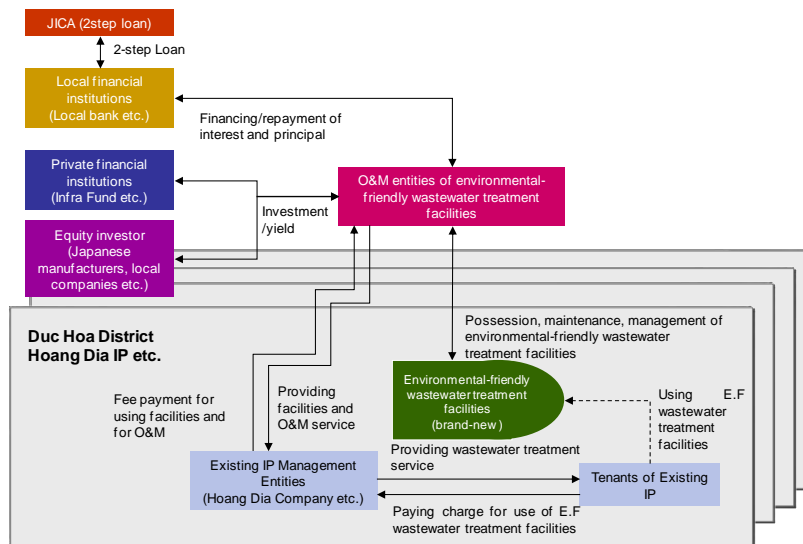 JICA (2step loan)
2-step Loan
Local financial
institutions
(Local bank etc.)
Financing/repayment of
interest and principal
Private financial
institutions
(Infra Fund etc.)
O&M entities of environmental-
friendly wastewater treatment
facilities
Investment
/yield
Equity investor
(Japanese
manufacturers, local
companies etc.)
Duc Hoa District
Hoang Dia IP etc.
Possession, maintenance, management of
environmental-friendly wastewater
treatment facilities
Environmental-friendly
wastewater treatment
facilities
(brand-new)
Using E.F
wastewater
treatment
facilities
Fee payment for
using facilities and
for O&M
Providing
facilities and
O&M service
Providing wastewater treatment
service
Existing IP Management
Entities
(Hoang Dia Company etc.)
Tenants of Existing
IP
Paying charge for use of E.F
wastewater treatment facilities